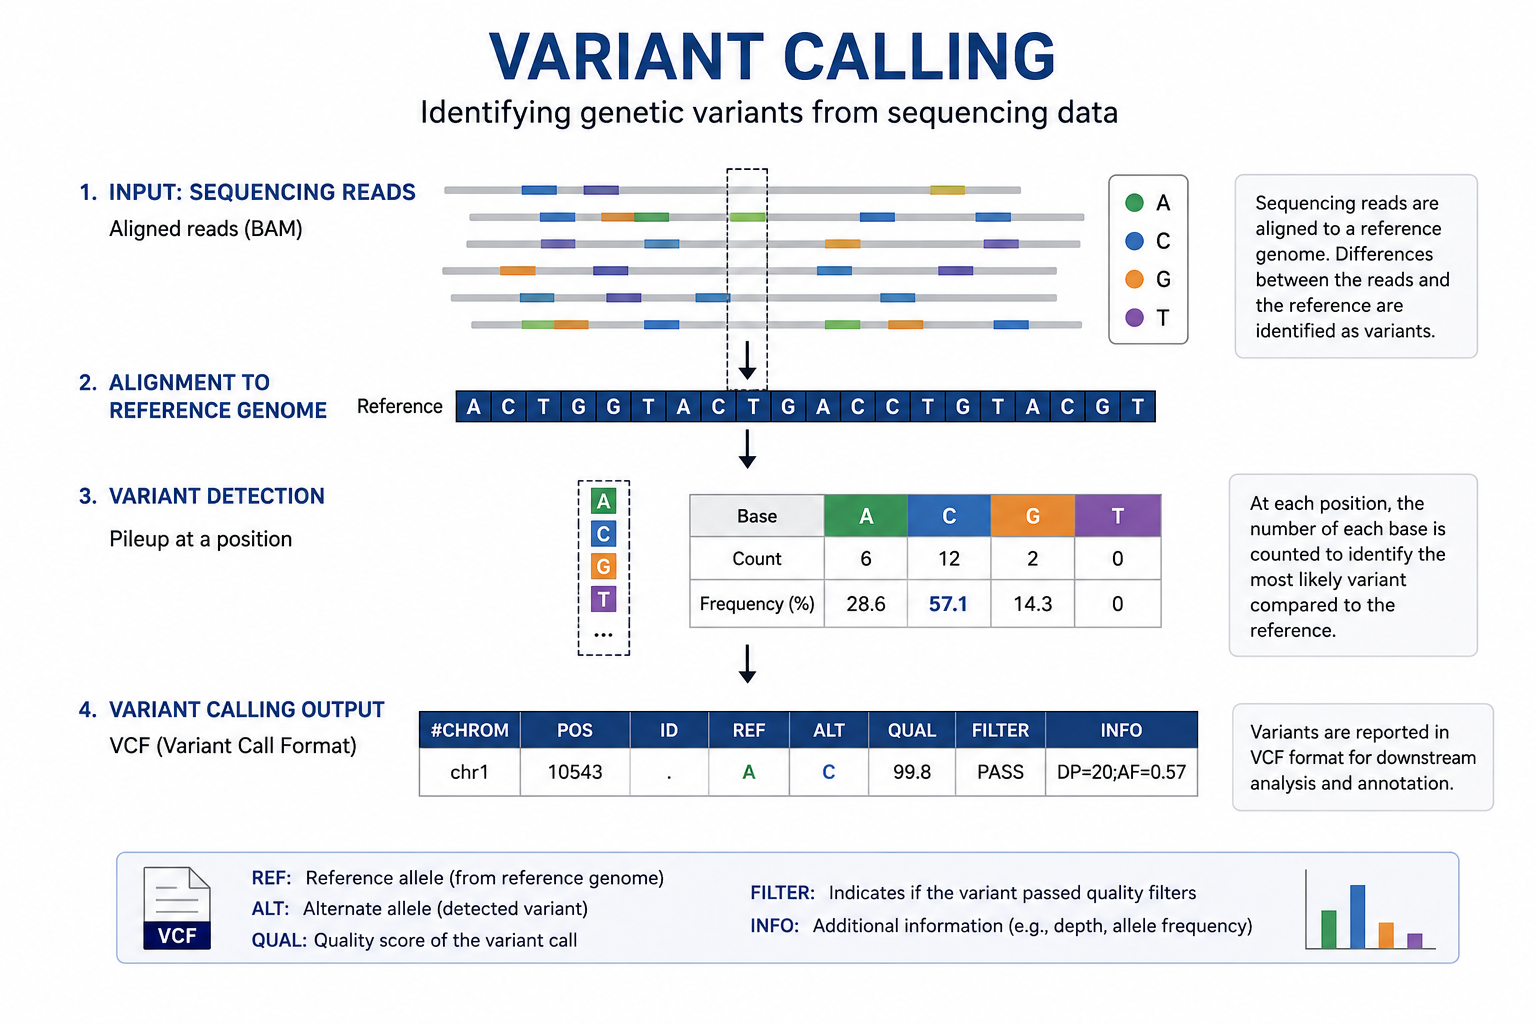 VARIANT CALLING
Identifying genetic variants from sequencing data
1. INPUT: SEQUENCING READS
Aligned reads (BAM)
A
C
G
T
Sequencing reads are
aligned to a reference
genome. Differences
between the reads and
the reference are
identified as variants.
2. ALIGNMENT TO
REFERENCE GENOME
Reference A C T G G T A C T G A C C T G T A C G T
3. VARIANT DETECTION
Pileup at a position
A
C
G
T
...
Base A C G T
Count 6 12 2 0
Frequency (%) 28.6 57.1 14.3 0
At each position, the
number of each base is
counted to identify the
most likely variant
compared to the
reference.
4. VARIANT CALLING OUTPUT
VCF (Variant Call Format)
#CHROM POS ID REF ALT QUAL FILTER INFO
chr1 10543 . A C 99.8 PASS DP=20;AF=0.57
Variants are reported in
VCF format for downstream
analysis and annotation.
VCF
REF: Reference allele (from reference genome)
ALT: Alternate allele (detected variant)
QUAL: Quality score of the variant call
FILTER: Indicates if the variant passed quality filters
INFO: Additional information (e.g., depth, allele frequency)